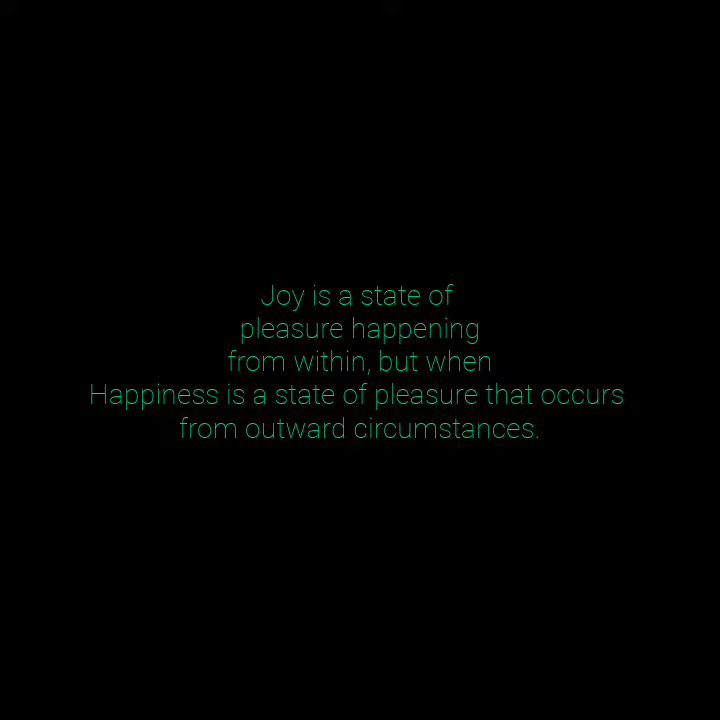 Joy is a state of
pleasure happening
from within, but when
Happiness is a state of pleasure that occurs
from outward circumstances.